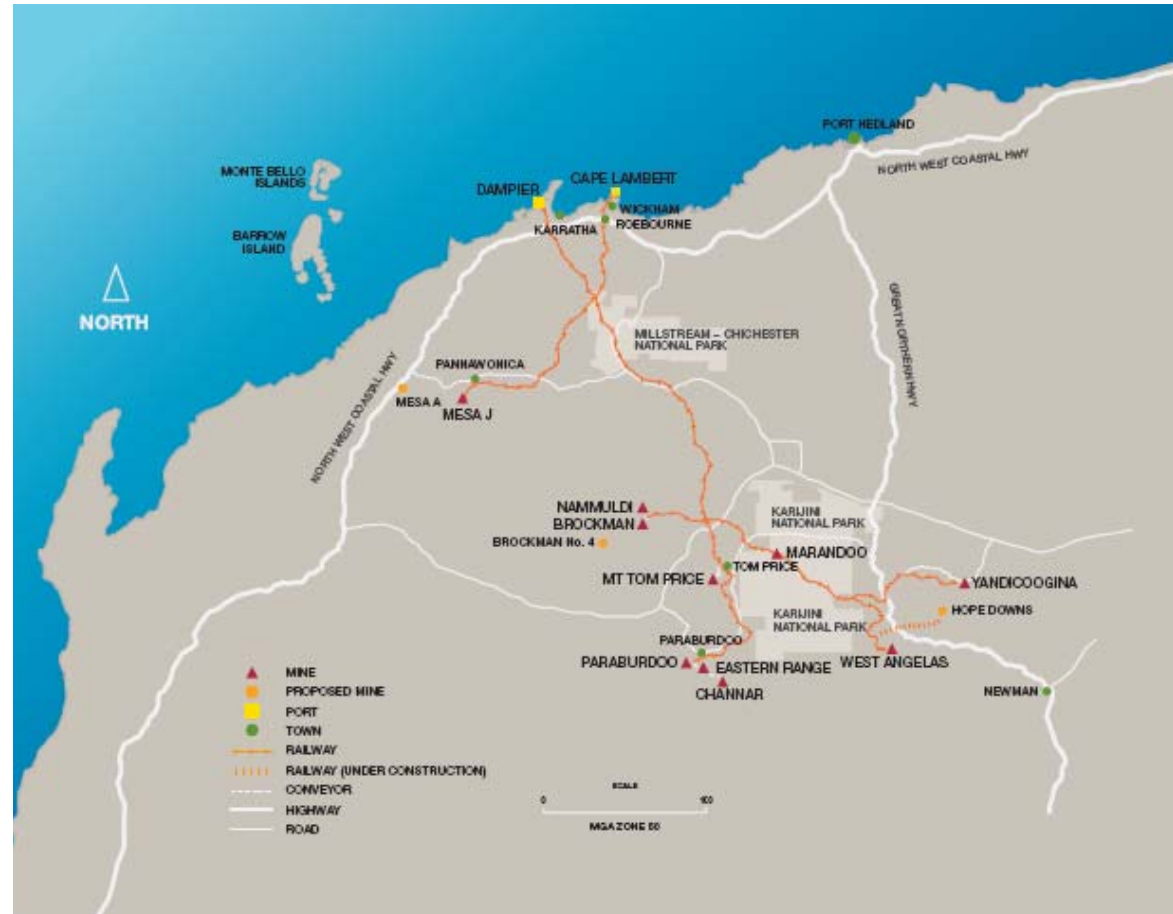 PORT HEDLAND
NORTH WEST COASTAL HWY
MONTE BELLO
ISLANDS
CAPE LAMBERT
DAMPIER
WICKHAM
ROEBOURNE
KARRATHA
BARROW
ISLAND
NORTH
GREAT NORTHERN HWY
MILLSTREAM – CHICHESTER
NATIONAL PARK
NORTH WEST COASTAL HWY
PANNAWONICA
MESA A
MESA J
NAMMULDI
BROCKMAN
BROCKMAN No. 4
KARIJINI
NATIONAL PARK
MARANDOO
TOM PRICE
MT TOM PRICE
YANDICOOGINA
HOPE DOWNS
KARIJINI
NATIONAL PARK
PARABURDOO
PARABURDOO
EASTERN RANGE
CHANNAR
WEST ANGELAS
NEWMAN
MINE
PROPOSED MINE
PORT
TOWN
RAILWAY
RAILWAY (UNDER CONSTRUCTION)
CONVEYOR
HIGHWAY
ROAD
SCALE
0 100
MGA ZONE 50